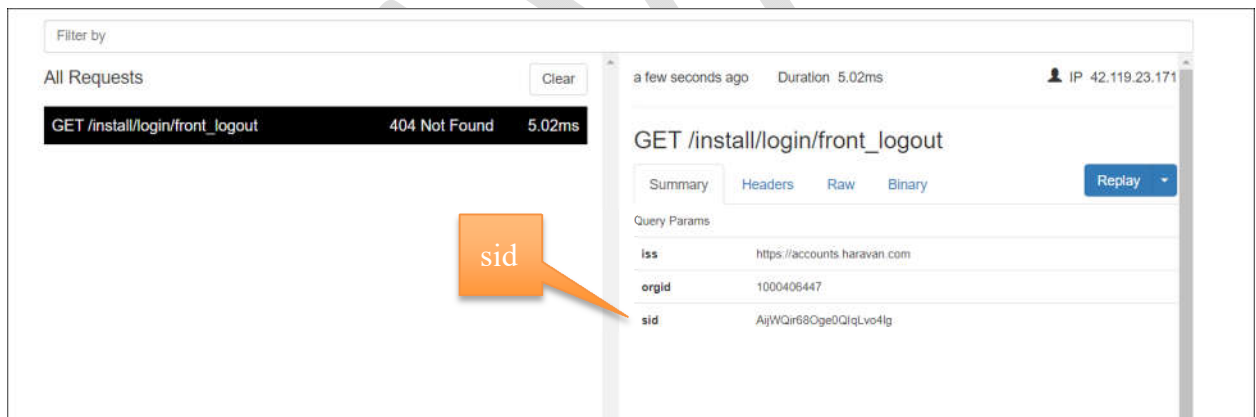 Filter by
All Requests
Clear
GET /install/login/front_logout 404 Not Found 5.02ms
sid
a few seconds ago Duration 5.02ms IP 42.119.23.171
GET /install/login/front_logout
Summary Headers Raw Binary Replay
Query Params
iss https://accounts.haravan.com
orgid 1000406447
sid